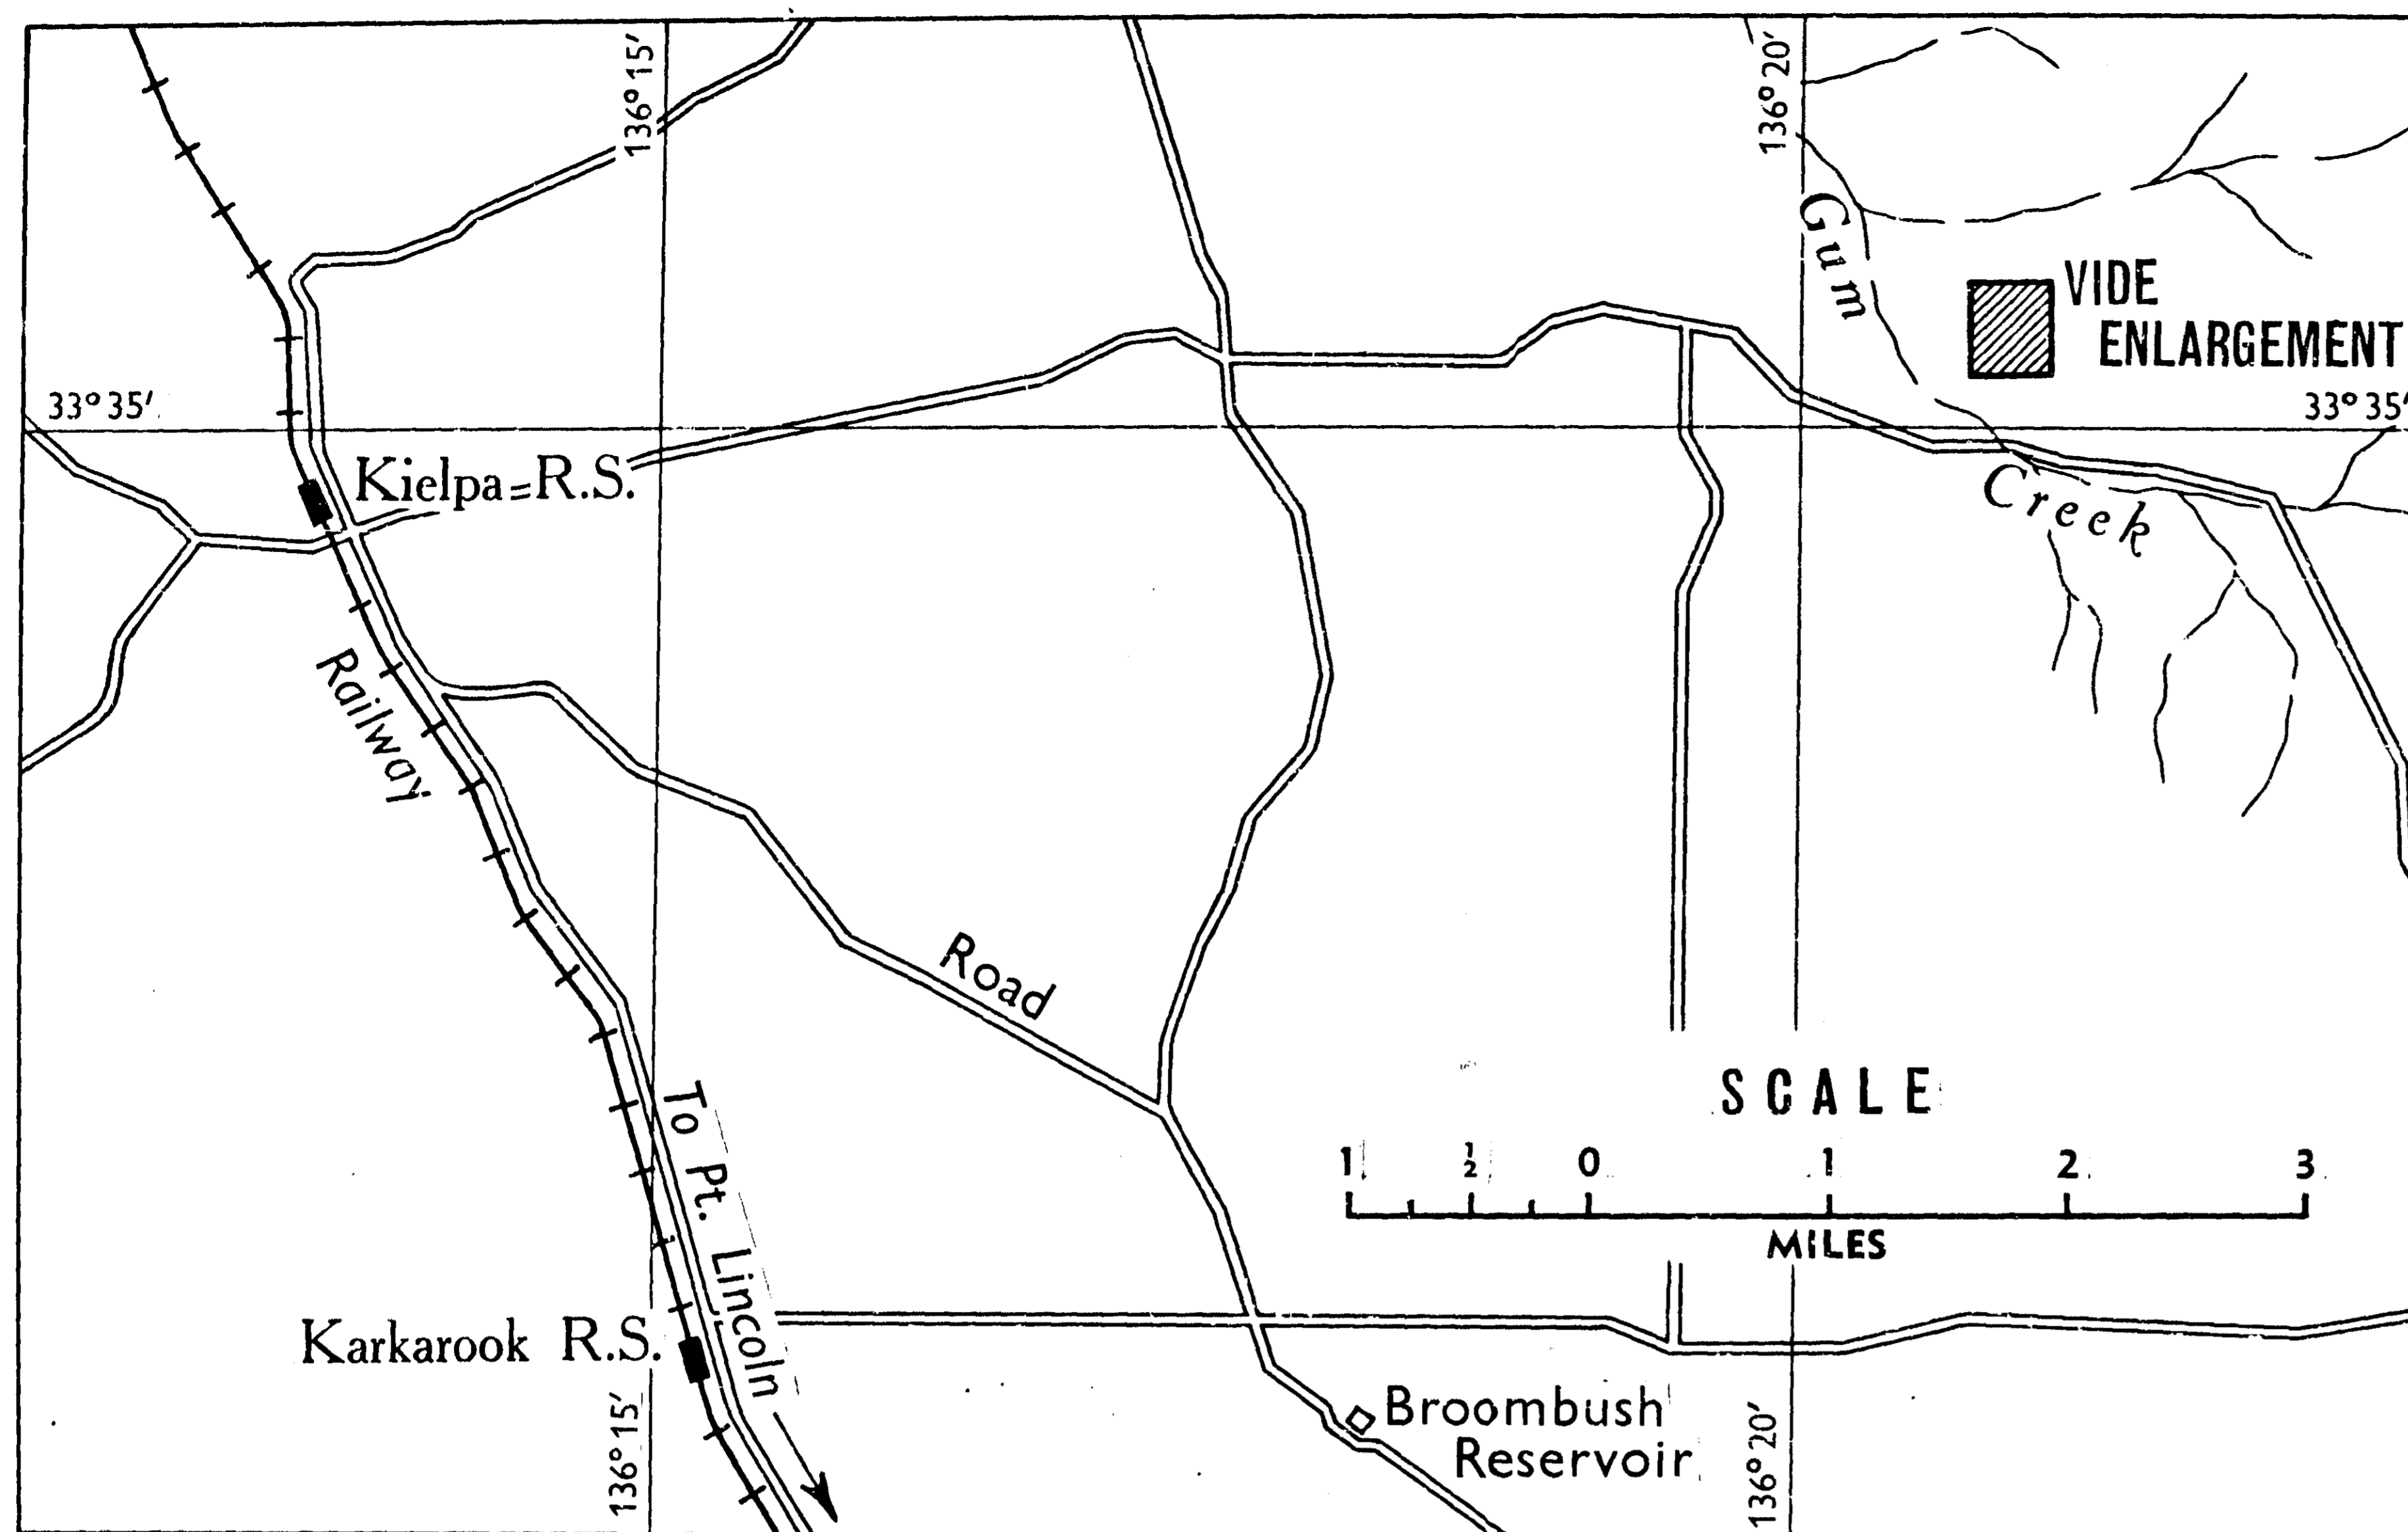 136° 15′
136° 20′
Gum
VIDE
ENLARGEMENT
33° 35′
33° 35′
Kielpa R.S.
Creek
Railway
Road
To Pt. Lincoln
SCALE
1 ½ 0 1 2 3
MILES
Karkarook R.S.
Broombush
Reservoir
136° 15′
136° 20′